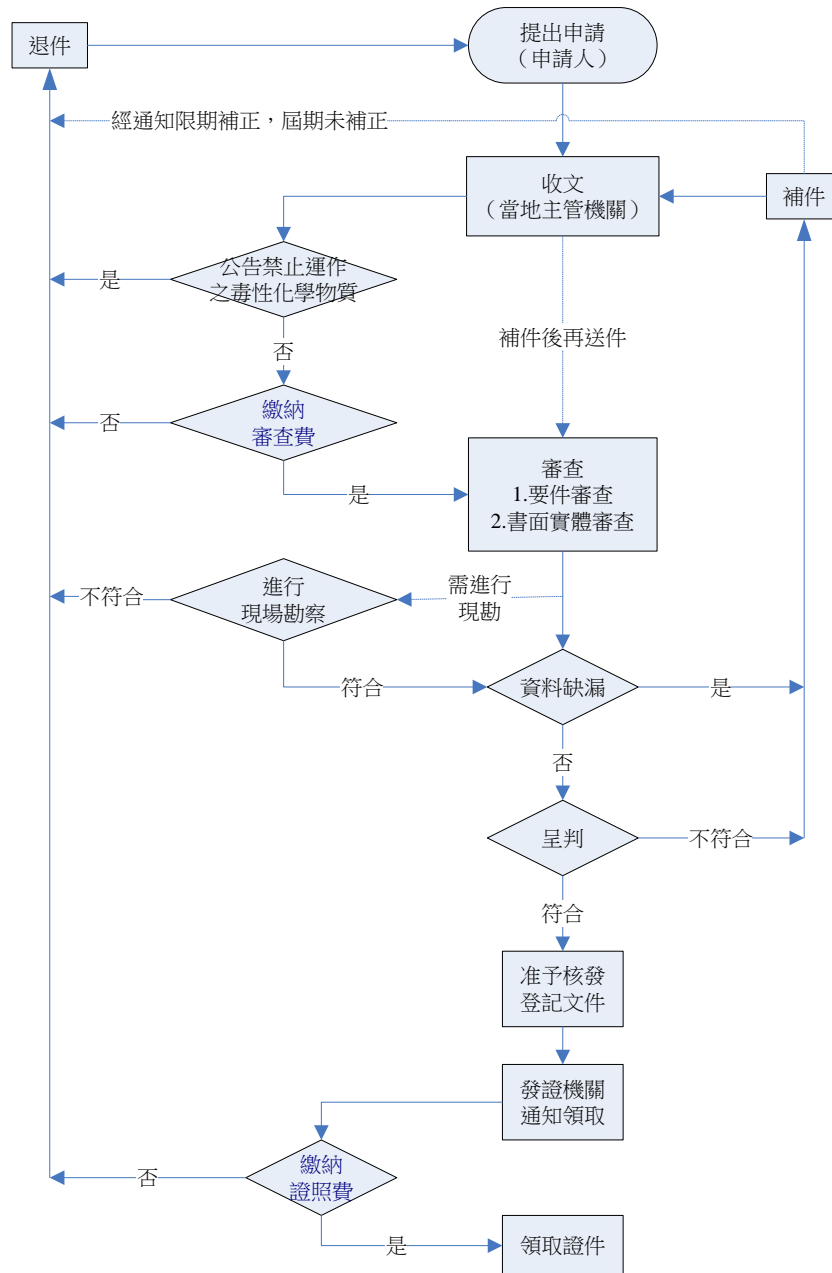 退件
提出申請
（申請人）
經通知限期補正，屆期未補正
收文
（當地主管機關）
補件
公告禁止運作
之毒性化學物質
是
否
補件後再送件
繳納
審查費
否
是
審查
1.要件審查
2.書面實體審查
需進行
現勘
進行
現場勘察
不符合
符合
資料缺漏
是
否
呈判
不符合
符合
准予核發
登記文件
發證機關
通知領取
繳納
證照費
否
是
領取證件